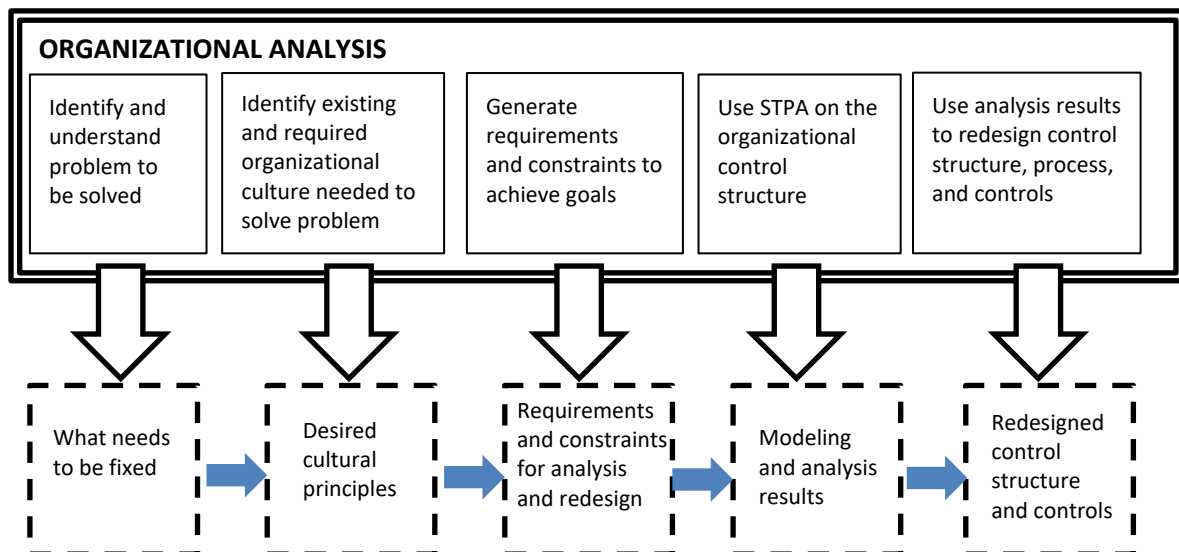 ORGANIZATIONAL ANALYSIS
Identify and
understand
problem to
be solved
Identify existing
and required
organizational
culture needed to
solve problem
Generate
requirements
and constraints to
achieve goals
Use STPA on the
organizational
control
structure
Use analysis results
to redesign control
structure, process,
and controls
What needs
to be fixed
Desired
cultural
principles
Requirements
and constraints
for analysis
and redesign
Modeling
and analysis
results
Redesigned
control
structure
and controls